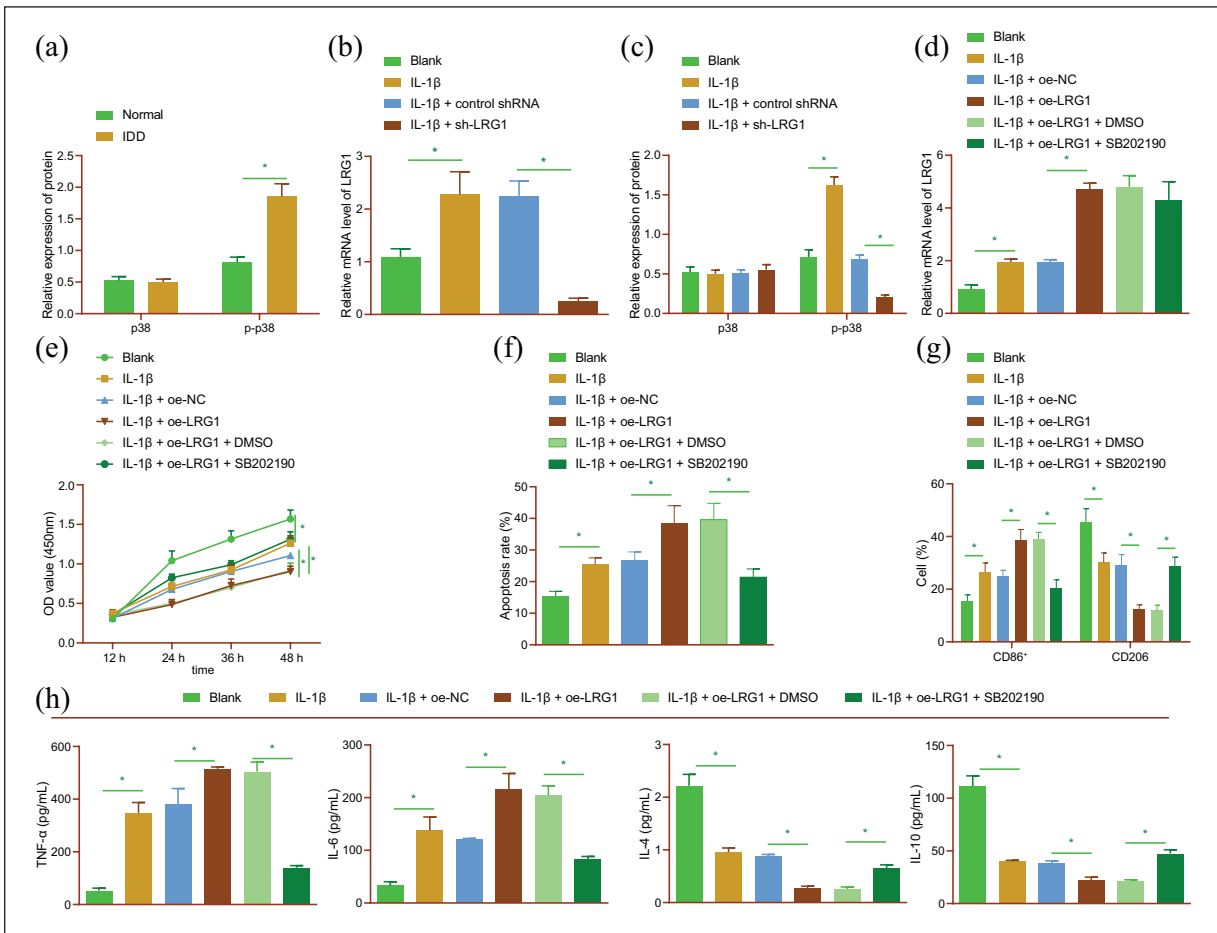 (a)
Normal
IDD
Relative expression of protein
2.5
2.0
1.5
1.0
0.5
0.0
*
p38
p-p38
(b)
Blank
IL-1β
IL-1β + control shRNA
IL-1β + sh-LRG1
Relative mRNA level of LRG1
3
2
1
0
*
*
(c)
Blank
IL-1β
IL-1β + control shRNA
IL-1β + sh-LRG1
Relative expression of protein
2.0
1.5
1.0
0.5
0.0
*
*
p38
p-p38
(d)
Blank
IL-1β
IL-1β + oe-NC
IL-1β + oe-LRG1
IL-1β + oe-LRG1 + DMSO
IL-1β + oe-LRG1 + SB202190
Relative mRNA level of LRG1
6
4
2
0
*
*
(e)
Blank
IL-1β
IL-1β + oe-NC
IL-1β + oe-LRG1
IL-1β + oe-LRG1 + DMSO
IL-1β + oe-LRG1 + SB202190
OD value (450nm)
2.0
1.5
1.0
0.5
0.0
*
*
*
12 h
24 h
36 h
48 h
time
(f)
Blank
IL-1β
IL-1β + oe-NC
IL-1β + oe-LRG1
IL-1β + oe-LRG1 + DMSO
IL-1β + oe-LRG1 + SB202190
Apoptosis rate (%)
50
40
30
20
10
0
*
*
*
(g)
Blank
IL-1β
IL-1β + oe-NC
IL-1β + oe-LRG1
IL-1β + oe-LRG1 + DMSO
IL-1β + oe-LRG1 + SB202190
Cell (%)
60
40
20
0
*
*
*
*
*
*
CD86⁺
CD206
(h)
Blank
IL-1β
IL-1β + oe-NC
IL-1β + oe-LRG1
IL-1β + oe-LRG1 + DMSO
IL-1β + oe-LRG1 + SB202190
TNF-α (pg/mL)
600
400
200
0
*
*
*
IL-6 (pg/mL)
300
200
100
0
*
*
*
IL-4 (pg/mL)
3
2
1
0
*
*
*
IL-10 (pg/mL)
150
100
50
0
*
*
*